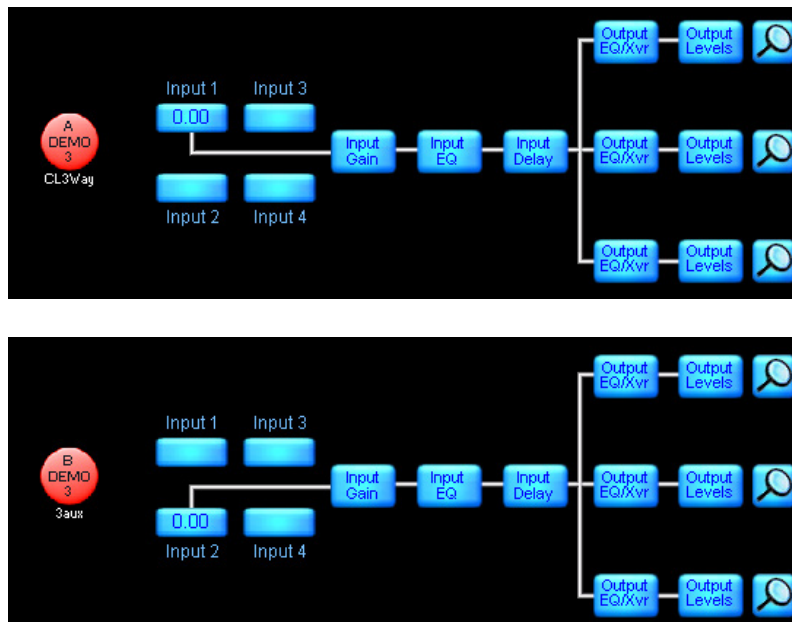 Output EQ/Xvr
Output Levels
Input 1
Input 3
0.00
A DEMO 3
CL3Way
Input Gain
Input EQ
Input Delay
Output EQ/Xvr
Output Levels
Input 2
Input 4
Output EQ/Xvr
Output Levels
Output EQ/Xvr
Output Levels
Input 1
Input 3
B DEMO 3
3aux
Input Gain
Input EQ
Input Delay
Output EQ/Xvr
Output Levels
0.00
Input 2
Input 4
Output EQ/Xvr
Output Levels